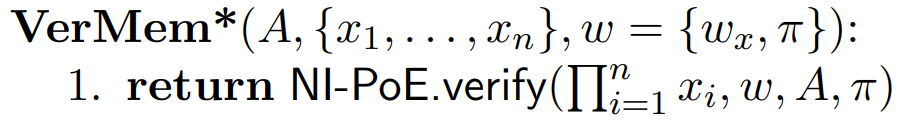 VerMem*(A, {x₁, . . . , xₙ}, w = {wₓ, π}):
1. return NI-PoE.verify(∏ⁿᵢ₌₁ xᵢ, w, A, π)